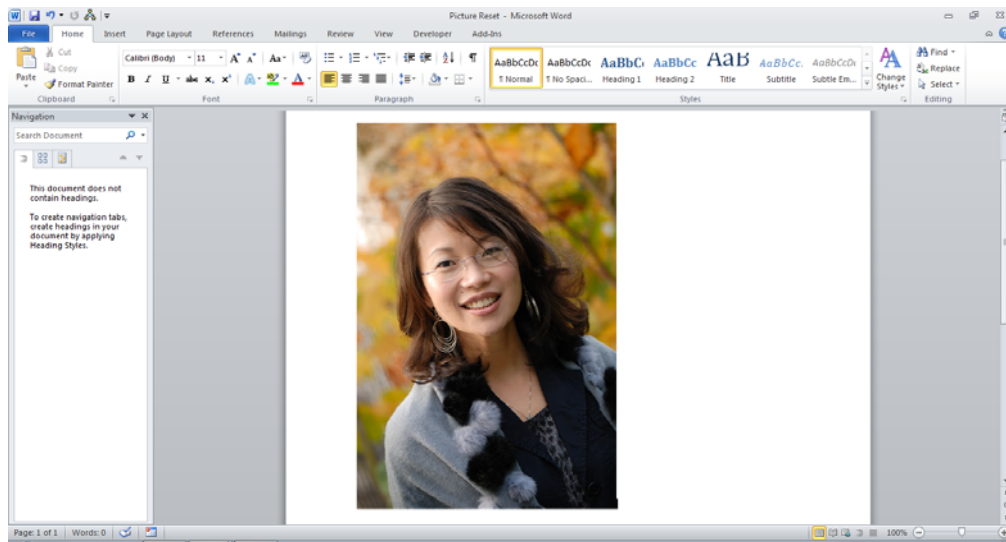 Picture Reset - Microsoft Word
File Home Insert Page Layout References Mailings Review View Developer Add-Ins
Paste
Cut
Copy
Format Painter
Clipboard
Calibri (Body) 11
Font
Paragraph
AaBbCcDc AaBbCcDc AaBbC AaBbCc AaB AaBbCc. AaBbCcDc
¶ Normal ¶ No Spaci... Heading 1 Heading 2 Title Subtitle Subtle Em...
Styles
Change
Styles
Find
Replace
Select
Editing
Navigation
Search Document
This document does not
contain headings.
To create navigation tabs,
create headings in your
document by applying
Heading Styles.
Page: 1 of 1 Words: 0
100%